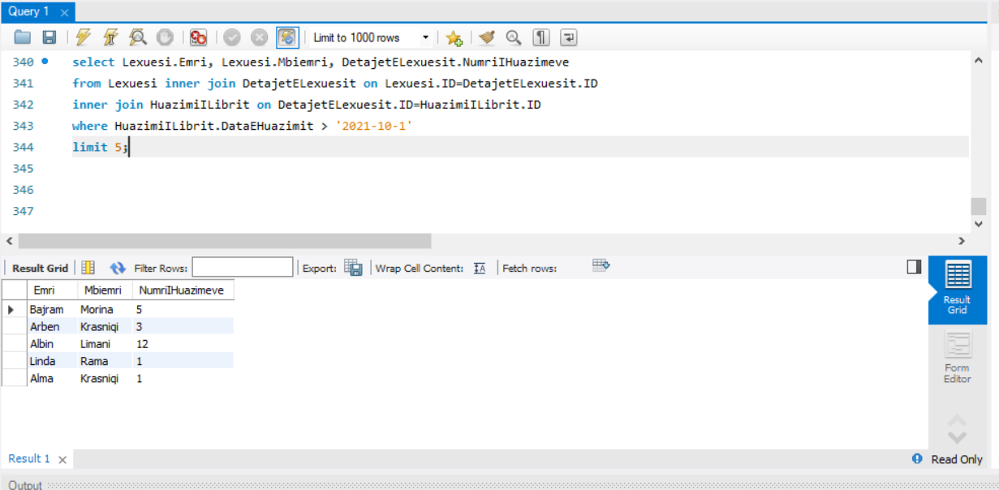 Query 1
Limit to 1000 rows
340 select Lexuesi.Emri, Lexuesi.Mbiemri, DetajetELexuesit.NumriIHuazimeve
341 from Lexuesi inner join DetajetELexuesit on Lexuesi.ID=DetajetELexuesit.ID
342 inner join HuazimiILibrit on DetajetELexuesit.ID=HuazimiILibrit.ID
343 where HuazimiILibrit.DataEHuazimit > '2021-10-1'
344 limit 5;
345
346
347
Result Grid Filter Rows: Export: Wrap Cell Content: IA Fetch rows:
Emri Mbiemri NumriIHuazimeve
Bajram Morina 5
Arben Krasniqi 3
Albin Limani 12
Linda Rama 1
Alma Krasniqi 1
Result
Grid
Form
Editor
Result 1 Read Only
Output